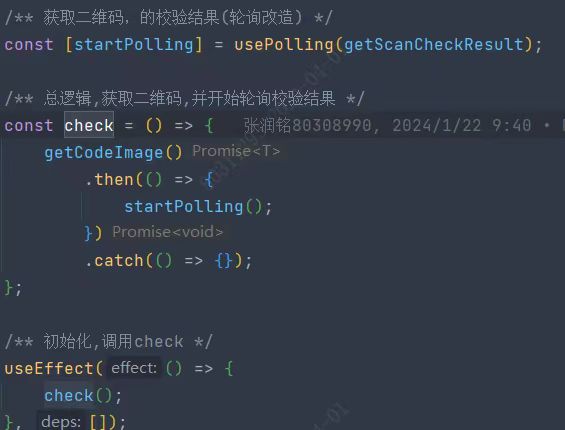 /** 获取二维码，的校验结果(轮询改造) */
const [startPolling] = usePolling(getScanCheckResult);
/** 总逻辑,获取二维码,并开始轮询校验结果 */
const check = () => { 张润铭80308990, 2024/1/22 9:40 •
getCodeImage() Promise<T>
.then(() => {
startPolling();
}) Promise<void>
.catch(() => {});
};
/** 初始化,调用check */
useEffect( effect: () => {
check();
}, deps: []);